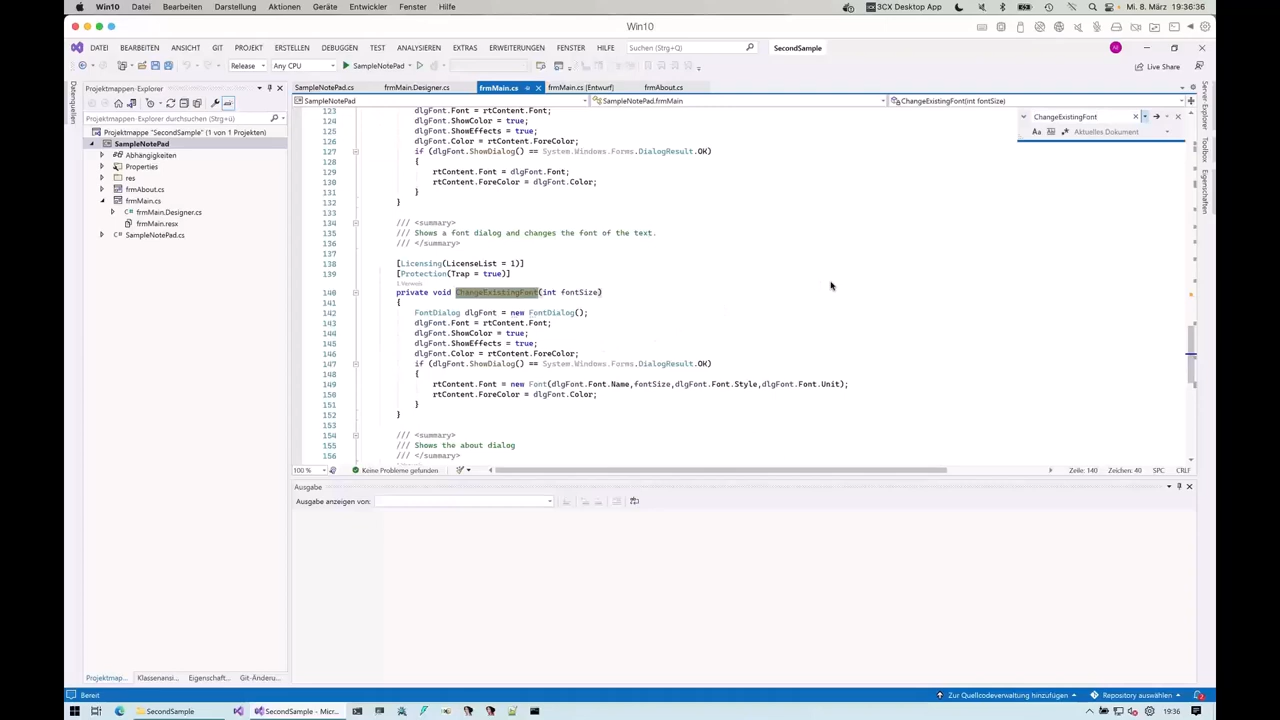 Win10 Datei Bearbeiten Darstellung Aktionen Geräte Entwickler Fenster Hilfe 3CX Desktop App Mi. 8. März 19:36:36
Win10
DATEI BEARBEITEN ANSICHT GIT PROJEKT ERSTELLEN DEBUGGEN TEST ANALYSIEREN EXTRAS ERWEITERUNGEN FENSTER HILFE Suchen (Strg+Q) SecondSample
Release Any CPU SampleNotePad Live Share
Projektmappen-Explorer
SampleNotePad.cs frmMain.Designer.cs frmMain.cs frmMain.cs [Entwurf] frmAbout.cs
SampleNotePad SampleNotePad.frmMain ChangeExistingFont(int fontSize)
Projektmappen-Explorer durchsuchen (Strg+ü)
Projektmappe "SecondSample" (1 von 1 Projekten)
SampleNotePad
Abhängigkeiten
Properties
res
frmAbout.cs
frmMain.cs
frmMain.Designer.cs
frmMain.resx
SampleNotePad.cs
Datenquellen
Server-Explorer
Toolbox
Eigenschaften
ChangeExistingFont
Aktuelles Dokument
123 dlgFont.Font = rtContent.Font;
124 dlgFont.ShowColor = true;
125 dlgFont.ShowEffects = true;
126 dlgFont.Color = rtContent.ForeColor;
127 if (dlgFont.ShowDialog() == System.Windows.Forms.DialogResult.OK)
128 {
129 rtContent.Font = dlgFont.Font;
130 rtContent.ForeColor = dlgFont.Color;
131 }
132 }
133
134 /// <summary>
135 /// Shows a font dialog and changes the font of the text.
136 /// </summary>
137
138 [Licensing(LicenseList = 1)]
139 [Protection(Trap = true)]
1 Verweis
140 private void ChangeExistingFont(int fontSize)
141 {
142 FontDialog dlgFont = new FontDialog();
143 dlgFont.Font = rtContent.Font;
144 dlgFont.ShowColor = true;
145 dlgFont.ShowEffects = true;
146 dlgFont.Color = rtContent.ForeColor;
147 if (dlgFont.ShowDialog() == System.Windows.Forms.DialogResult.OK)
148 {
149 rtContent.Font = new Font(dlgFont.Font.Name,fontSize,dlgFont.Font.Style,dlgFont.Font.Unit);
150 rtContent.ForeColor = dlgFont.Color;
151 }
152 }
153
154 /// <summary>
155 /// Shows the about dialog
156 /// </summary>
100 % Keine Probleme gefunden Zeile: 140 Zeichen: 40 SPC CRLF
Ausgabe
Ausgabe anzeigen von:
Projektmap... Klassenansi... Eigenschaft... Git-Änderu...
Bereit Zur Quellcodeverwaltung hinzufügen Repository auswählen
SecondSample SecondSample - Micr... 19:36